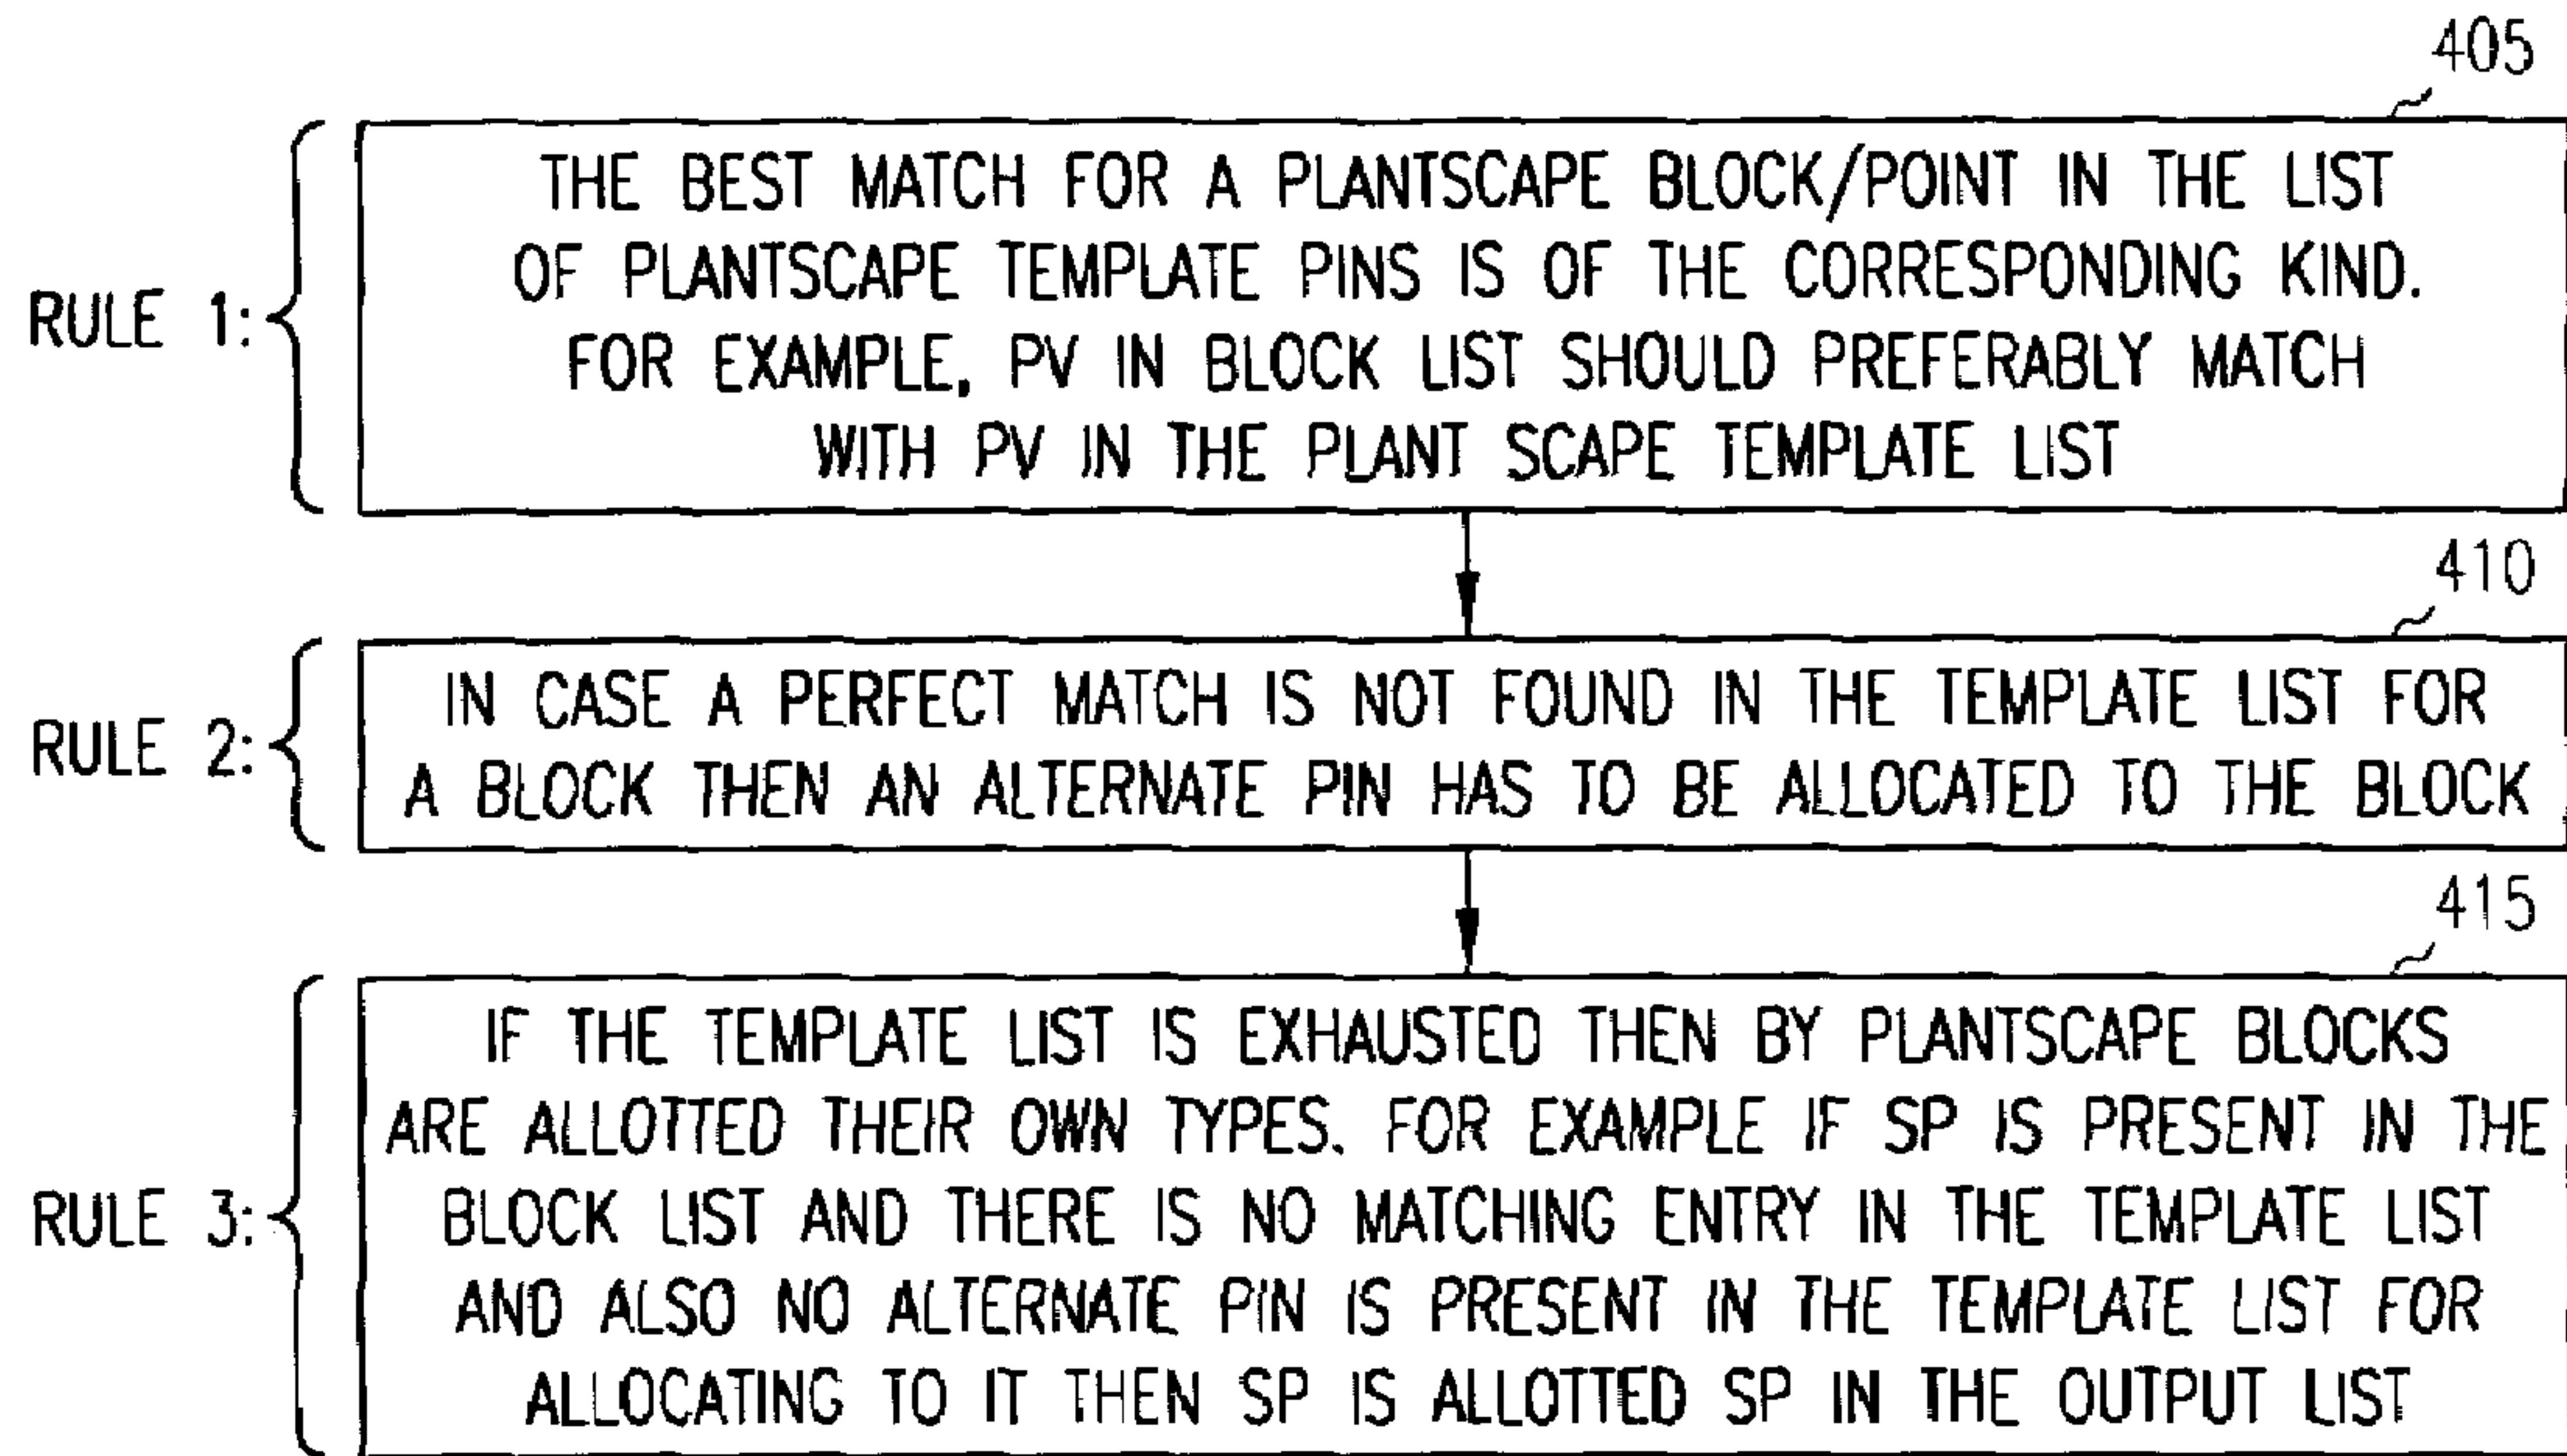 405
THE BEST MATCH FOR A PLANTSCAPE BLOCK/POINT IN THE LIST
OF PLANTSCAPE TEMPLATE PINS IS OF THE CORRESPONDING KIND.
RULE 1:
FOR EXAMPLE, PV IN BLOCK LIST SHOULD PREFERABLY MATCH
WITH PV IN THE PLANT SCAPE TEMPLATE LIST
410
IN CASE A PERFECT MATCH IS NOT FOUND IN THE TEMPLATE LIST FOR
RULE 2:
A BLOCK THEN AN ALTERNATE PIN HAS TO BE ALLOCATED TO THE BLOCK
415
IF THE TEMPLATE LIST IS EXHAUSTED THEN BY PLANTSCAPE BLOCKS
ARE ALLOTTED THEIR OWN TYPES. FOR EXAMPLE IF SP IS PRESENT IN THE
RULE 3:
BLOCK LIST AND THERE IS NO MATCHING ENTRY IN THE TEMPLATE LIST
AND ALSO NO ALTERNATE PIN IS PRESENT IN THE TEMPLATE LIST FOR
ALLOCATING TO IT THEN SP IS ALLOTTED SP IN THE OUTPUT LIST